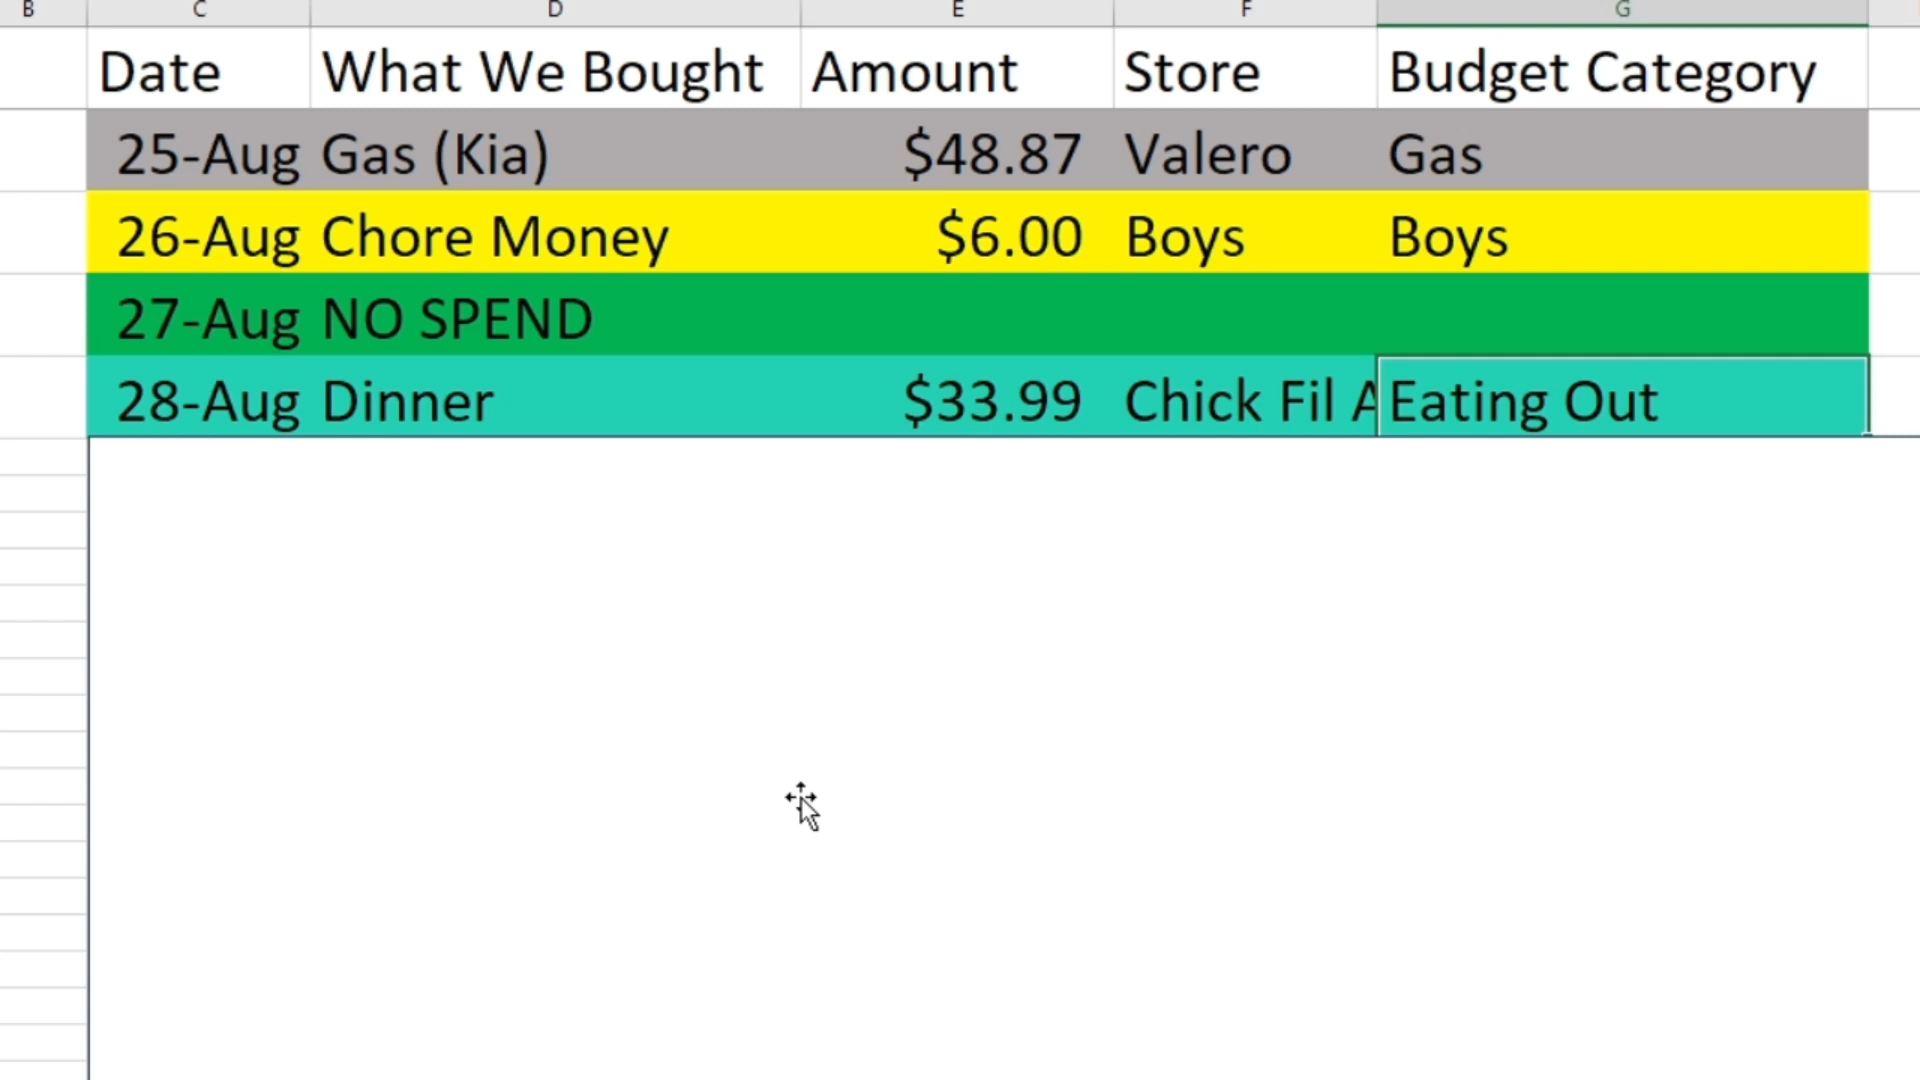 B C D E F G
Date What We Bought Amount Store Budget Category
25-Aug Gas (Kia) $48.87 Valero Gas
26-Aug Chore Money $6.00 Boys Boys
27-Aug NO SPEND
28-Aug Dinner $33.99 Chick Fil A Eating Out